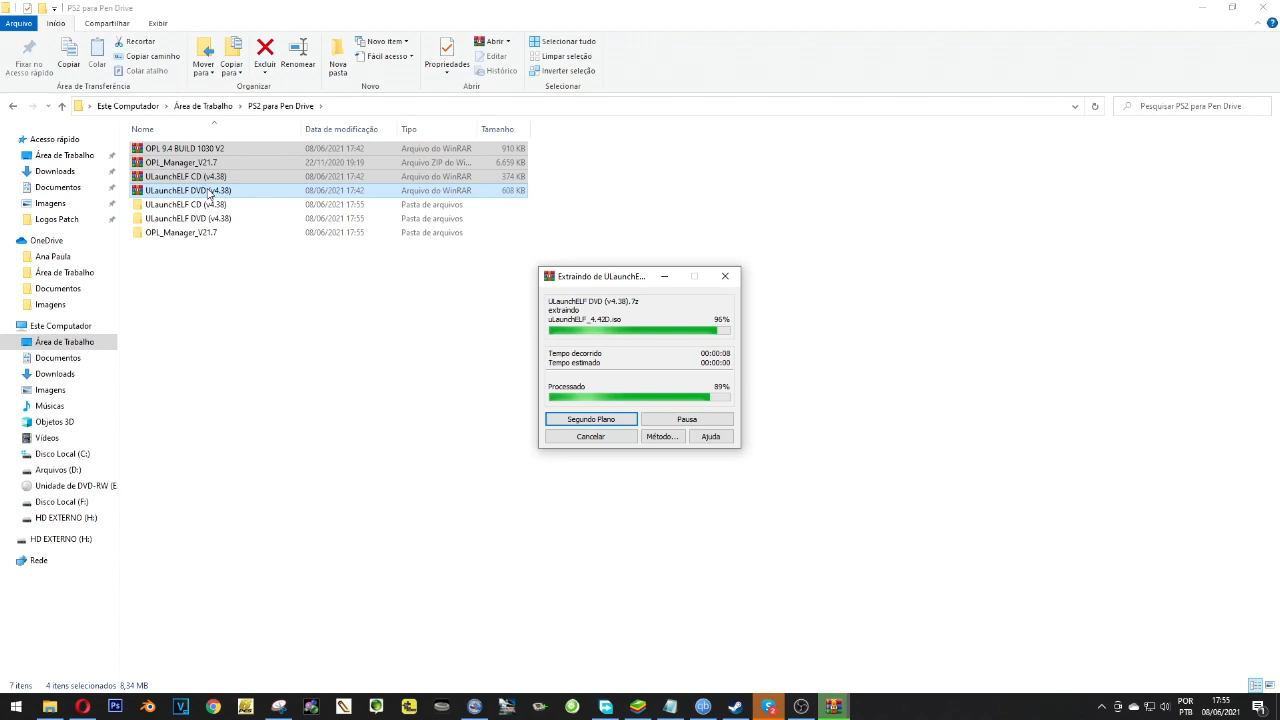 PS2 para Pen Drive
Arquivo
Início
Compartilhar
Exibir
Fixar no
Acesso rápido
Copiar
Colar
Recortar
Copiar caminho
Colar atalho
Área de Transferência
Mover
para
Copiar
para
Excluir
Renomear
Organizar
Nova
pasta
Novo item
Fácil acesso
Novo
Propriedades
Abrir
Editar
Histórico
Abrir
Selecionar tudo
Limpar seleção
Inverter seleção
Selecionar
Este Computador > Área de Trabalho > PS2 para Pen Drive >
Pesquisar PS2 para Pen Drive
Acesso rápido
Área de Trabalho
Downloads
Documentos
Imagens
Logos Patch
OneDrive
Ana Paula
Área de Trabalho
Documentos
Imagens
Este Computador
Área de Trabalho
Documentos
Downloads
Imagens
Músicas
Objetos 3D
Vídeos
Disco Local (C:)
Arquivos (D:)
Unidade de DVD-RW (E
Disco Local (F:)
HD EXTERNO (H:)
HD EXTERNO (H:)
Rede
Nome Data de modificação Tipo Tamanho
OPL 9.4 BUILD 1030 V2 08/06/2021 17:42 Arquivo do WinRAR 910 KB
OPL_Manager_V21.7 22/11/2020 19:19 Arquivo ZIP do Wi... 6.659 KB
ULaunchELF CD (v4.38) 08/06/2021 17:42 Arquivo do WinRAR 374 KB
ULaunchELF DVD (v4.38) 08/06/2021 17:42 Arquivo do WinRAR 608 KB
ULaunchELF CD (v4.38) 08/06/2021 17:55 Pasta de arquivos
ULaunchELF DVD (v4.38) 08/06/2021 17:55 Pasta de arquivos
OPL_Manager_V21.7 08/06/2021 17:55 Pasta de arquivos
Extraindo de ULaunchE...
ULaunchELF DVD (v4.38).7z
extraindo
uLaunchELF_4.42D.iso 96%
Tempo decorrido 00:00:08
Tempo estimado 00:00:00
Processado 89%
Segundo Plano
Pausa
Cancelar
Método...
Ajuda
7 itens 4 itens selecionados 8,34 MB
POR
PTB
17:55
08/06/2021